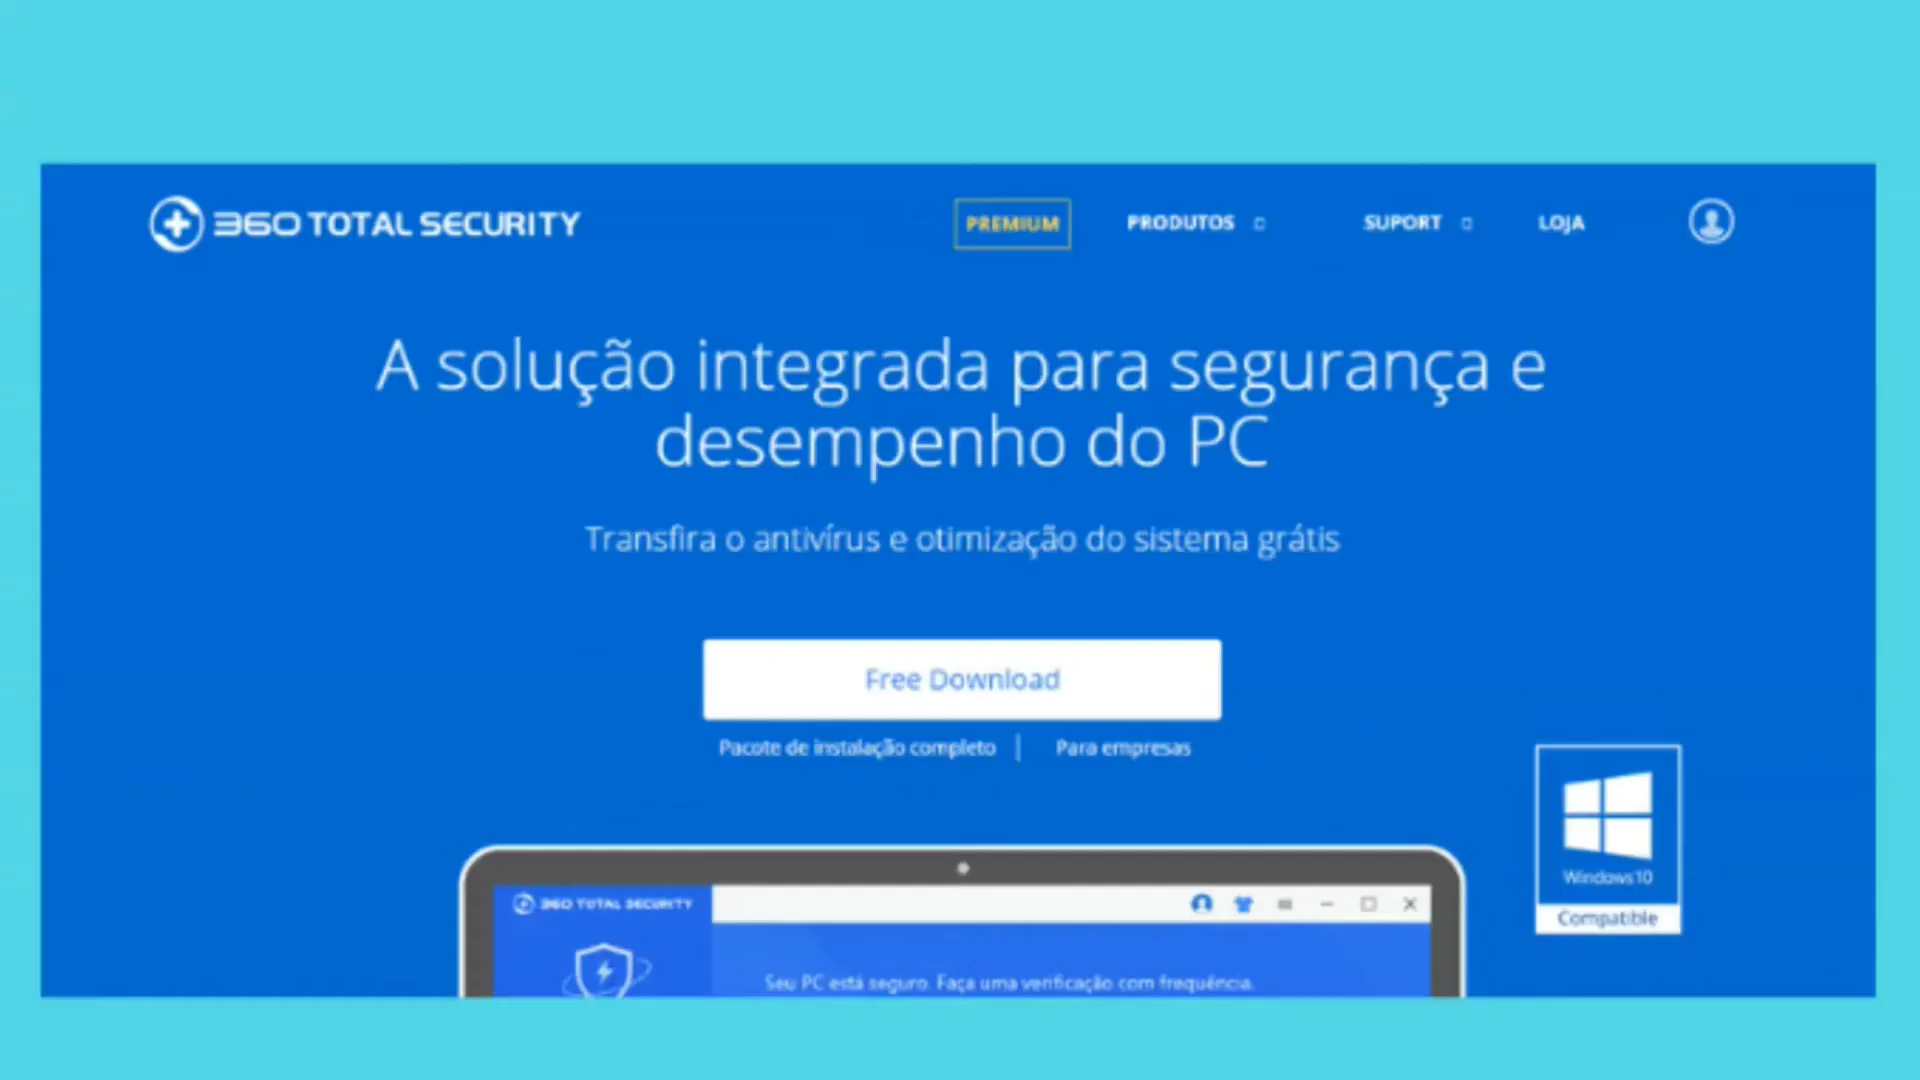 360 TOTAL SECURITY
PREMIUM
PRODUTOS
SUPORT
LOJA
A solução integrada para segurança e
desempenho do PC
Transfira o antivírus e otimização do sistema grátis
Free Download
Pacote de instalação completo | Para empresas
Windows10
Compatible
360 TOTAL SECURITY
Seu PC está seguro. Faça uma verificação com frequência.